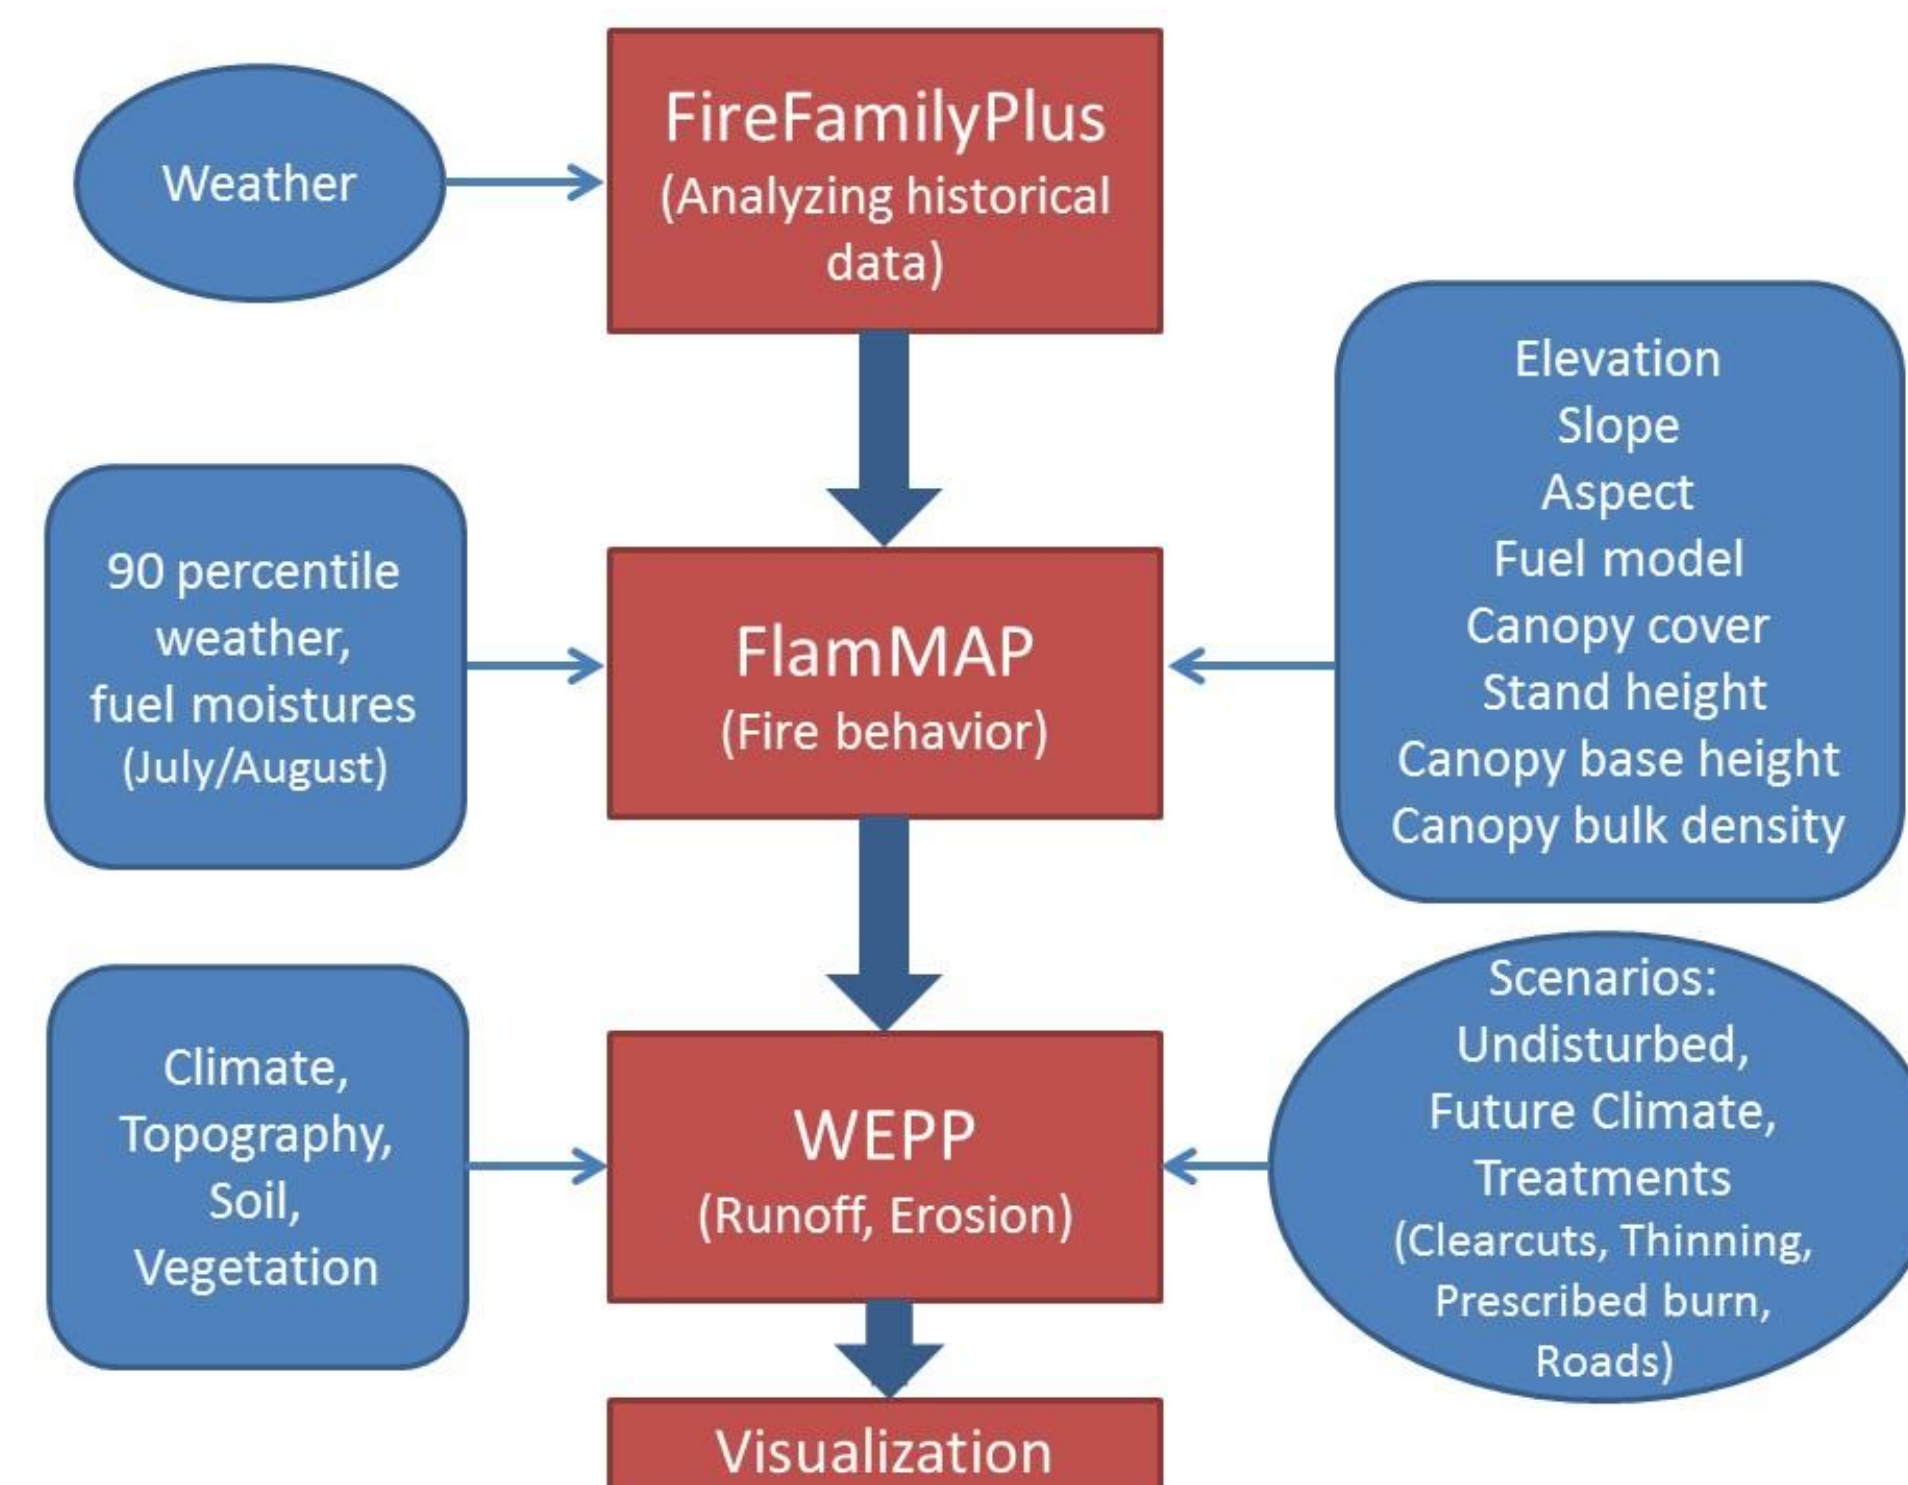 FireFamilyPlus
(Analyzing historical
data)
Weather
Elevation
Slope
Aspect
Fuel model
Canopy cover
Stand height
Canopy base height
Canopy bulk density
90 percentile
weather,
fuel moistures
(July/August)
FlamMAP
(Fire behavior)
Climate,
Topography,
Soil,
Vegetation
WEPP
(Runoff, Erosion)
Scenarios:
Undisturbed,
Future Climate,
Treatments
(Clearcuts, Thinning,
Prescribed burn,
Roads)
Visualization